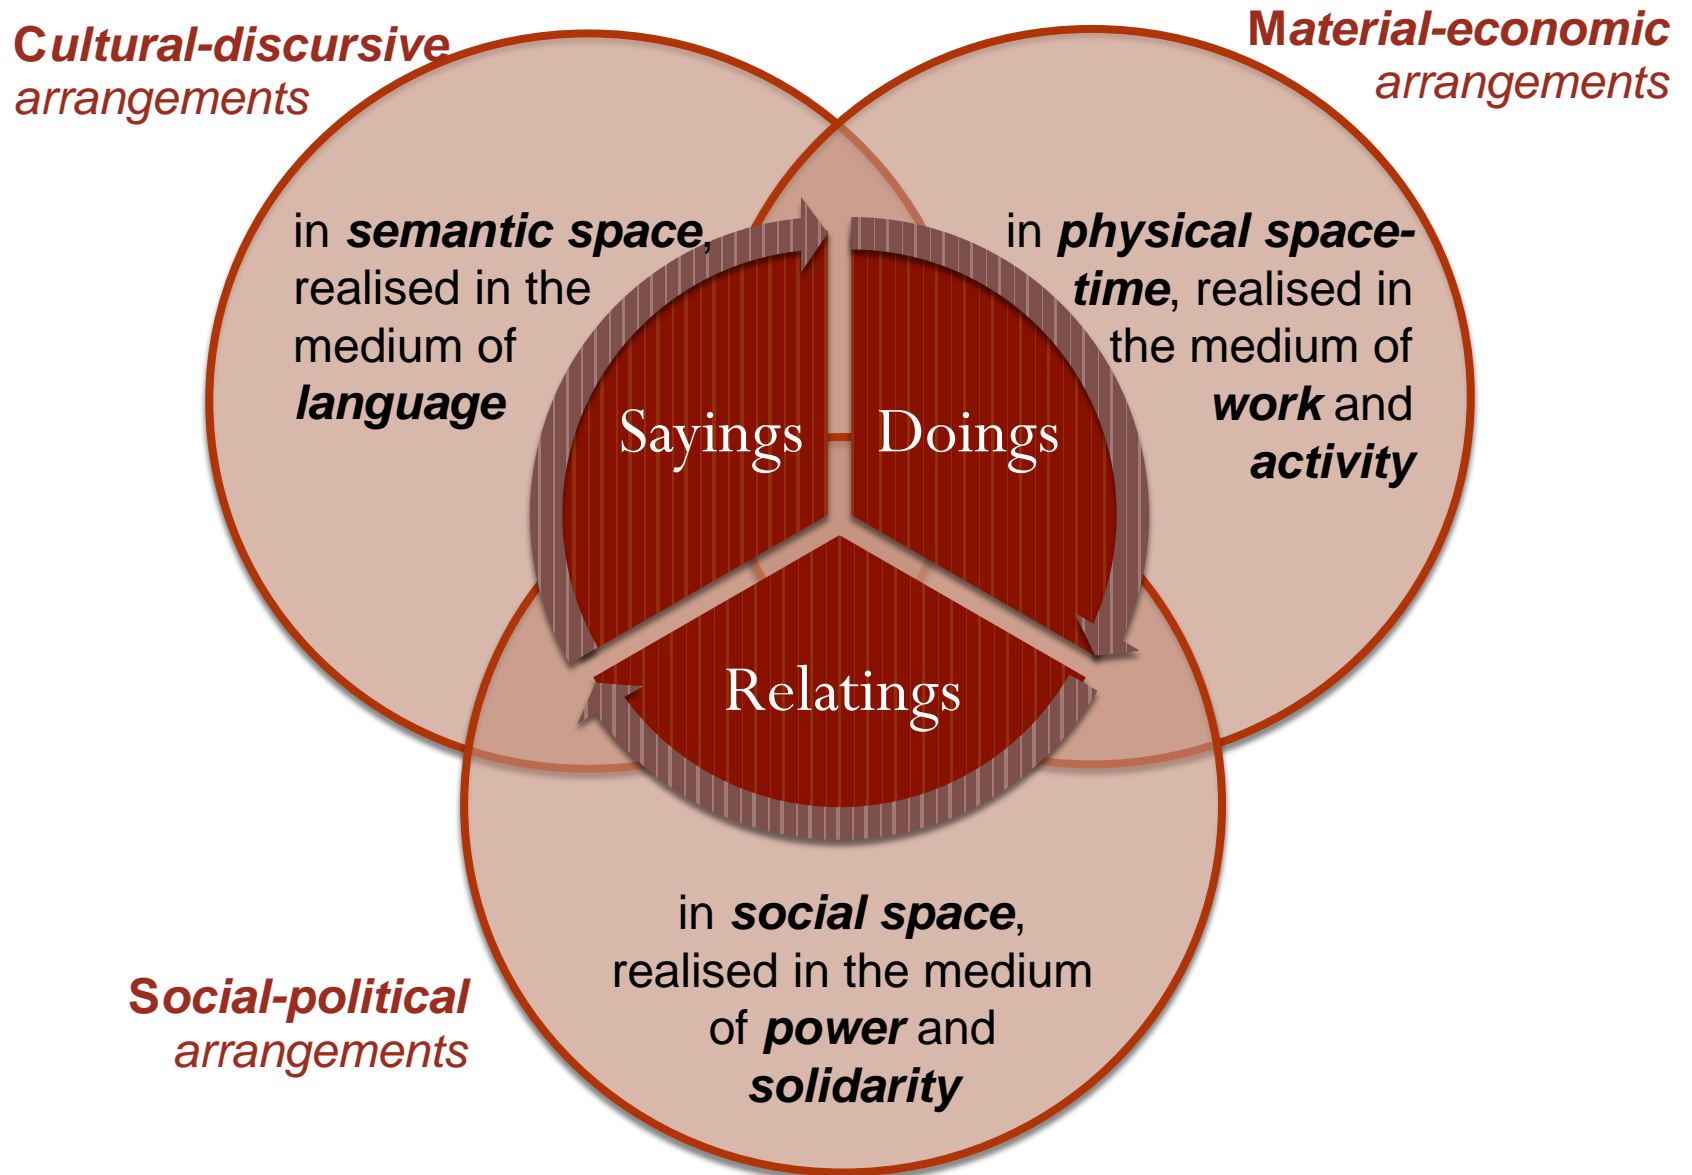 Cultural-discursive
arrangements
Material-economic
arrangements
in semantic space,
realised in the
medium of
language
in physical space-
time, realised in
the medium of
work and
activity
Sayings
Doings
Relatings
in social space,
realised in the medium
of power and
solidarity
Social-political
arrangements